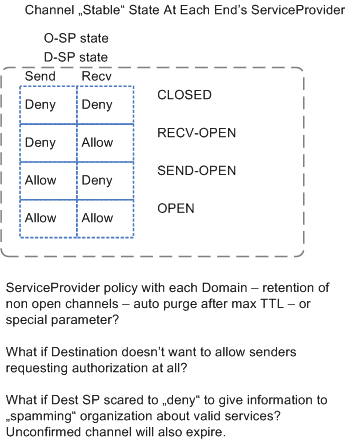 Channel „Stable“ State At Each End’s ServiceProvider
O-SP state
D-SP state
Send Recv
Deny Deny CLOSED
Deny Allow RECV-OPEN
Allow Deny SEND-OPEN
Allow Allow OPEN
ServiceProvider policy with each Domain – retention of
non open channels – auto purge after max TTL – or
special parameter?
What if Destination doesn’t want to allow senders
requesting authorization at all?
What if Dest SP scared to „deny“ to give information to
„spamming“ organization about valid services?
Unconfirmed channel will also expire.